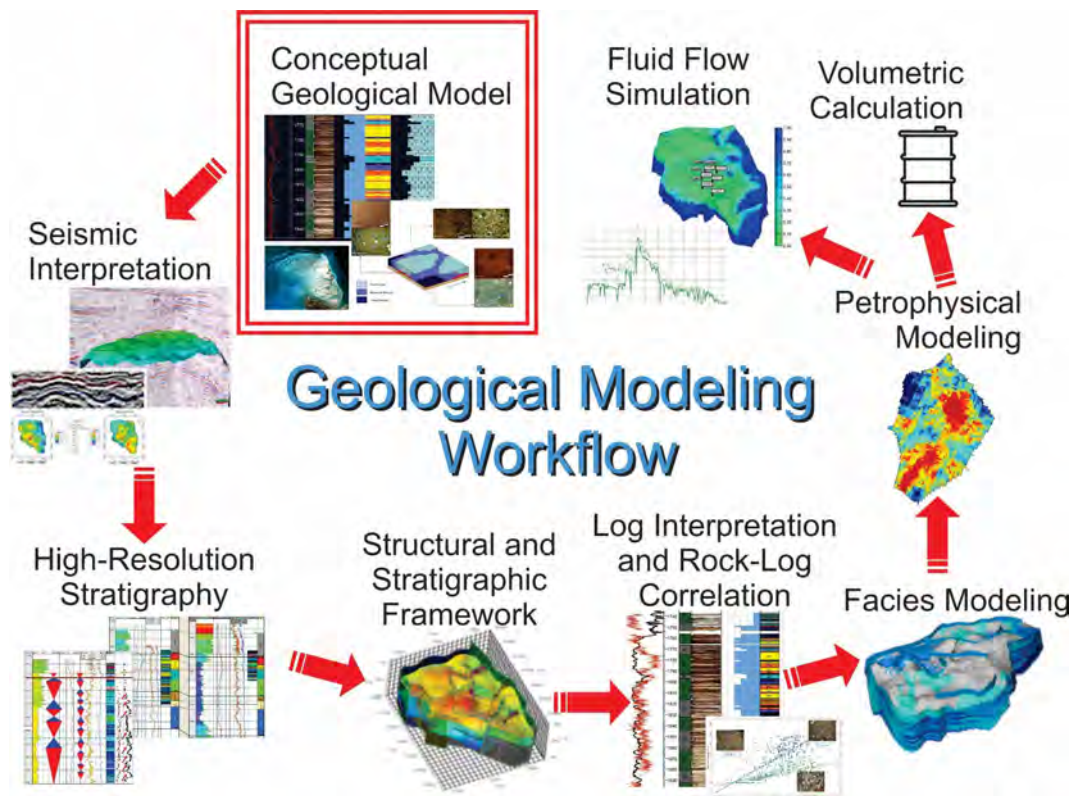 Conceptual
Geological Model
Fluid Flow
Simulation
Volumetric
Calculation
Seismic
Interpretation
Petrophysical
Modeling
Geological Modeling
Workflow
High-Resolution
Stratigraphy
Structural and
Stratigraphic
Framework
Log Interpretation
and Rock-Log
Correlation
Facies Modeling